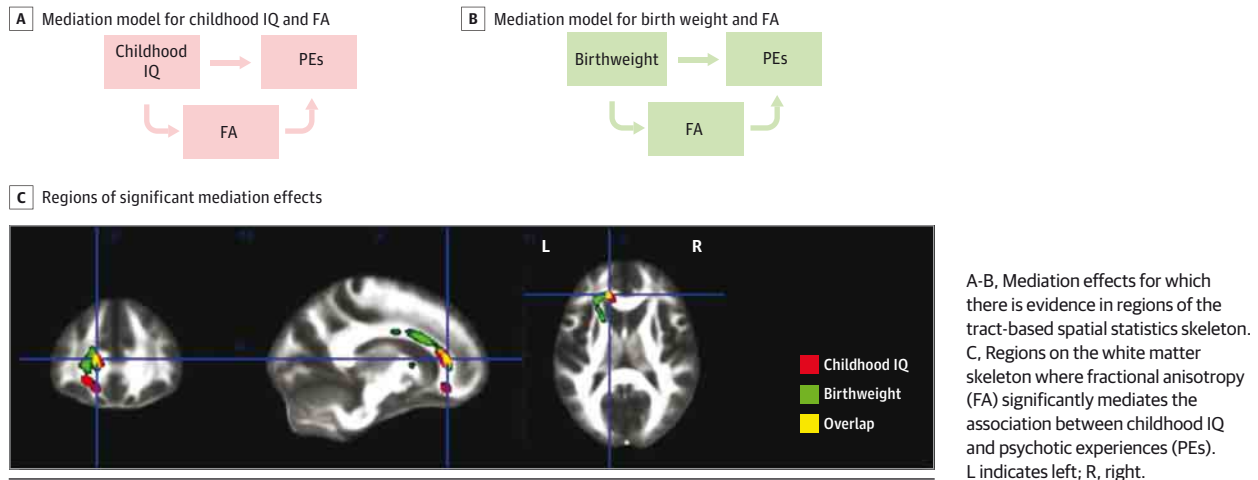 A Mediation model for childhood IQ and FA
Childhood
IQ
PEs
FA
B Mediation model for birth weight and FA
Birthweight
PEs
FA
C Regions of significant mediation effects
L
R
Childhood IQ
Birthweight
Overlap
A-B, Mediation effects for which
there is evidence in regions of the
tract-based spatial statistics skeleton.
C, Regions on the white matter
skeleton where fractional anisotropy
(FA) significantly mediates the
association between childhood IQ
and psychotic experiences (PEs).
L indicates left; R, right.